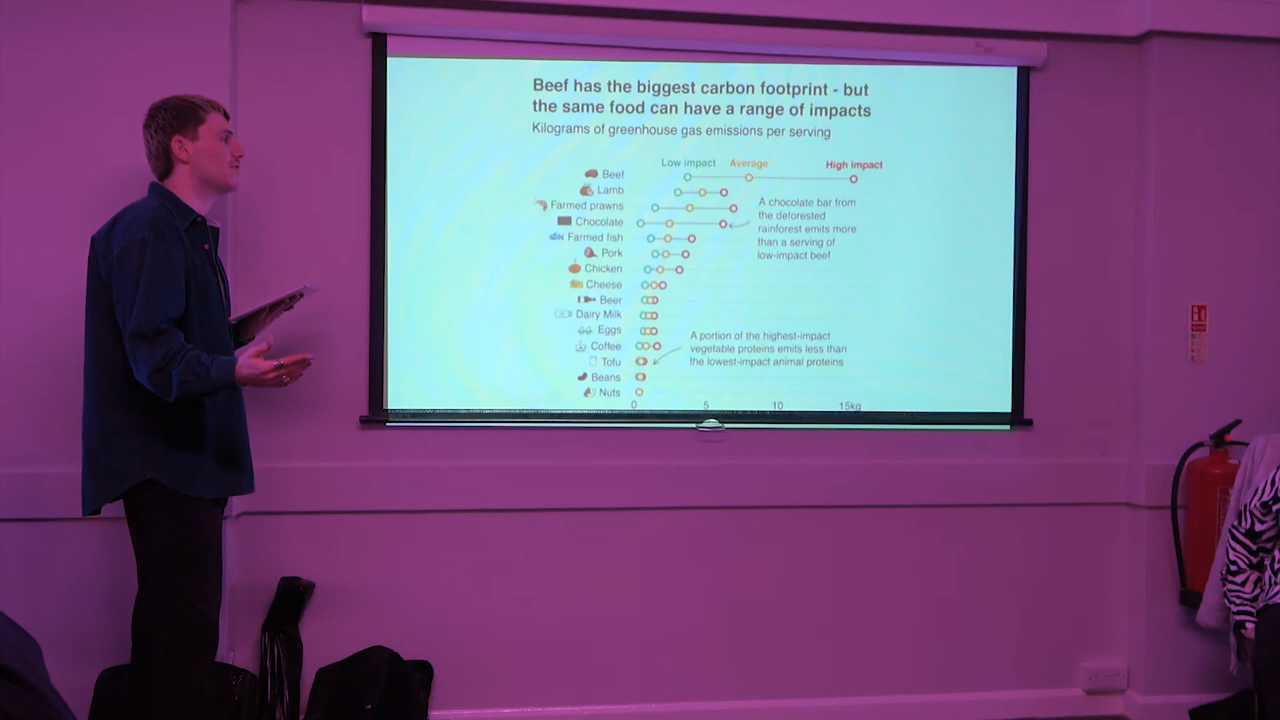 Beef has the biggest carbon footprint - but
the same food can have a range of impacts
Kilograms of greenhouse gas emissions per serving
Low impact Average High impact
Beef
Lamb
Farmed prawns
Chocolate
A chocolate bar from
the deforested
rainforest emits more
than a serving of
low-impact beef
Farmed fish
Pork
Chicken
Cheese
Beer
Dairy Milk
Eggs
Coffee
A portion of the highest-impact
vegetable proteins emits less than
the lowest-impact animal proteins
Tofu
Beans
Nuts
0 5 10 15kg